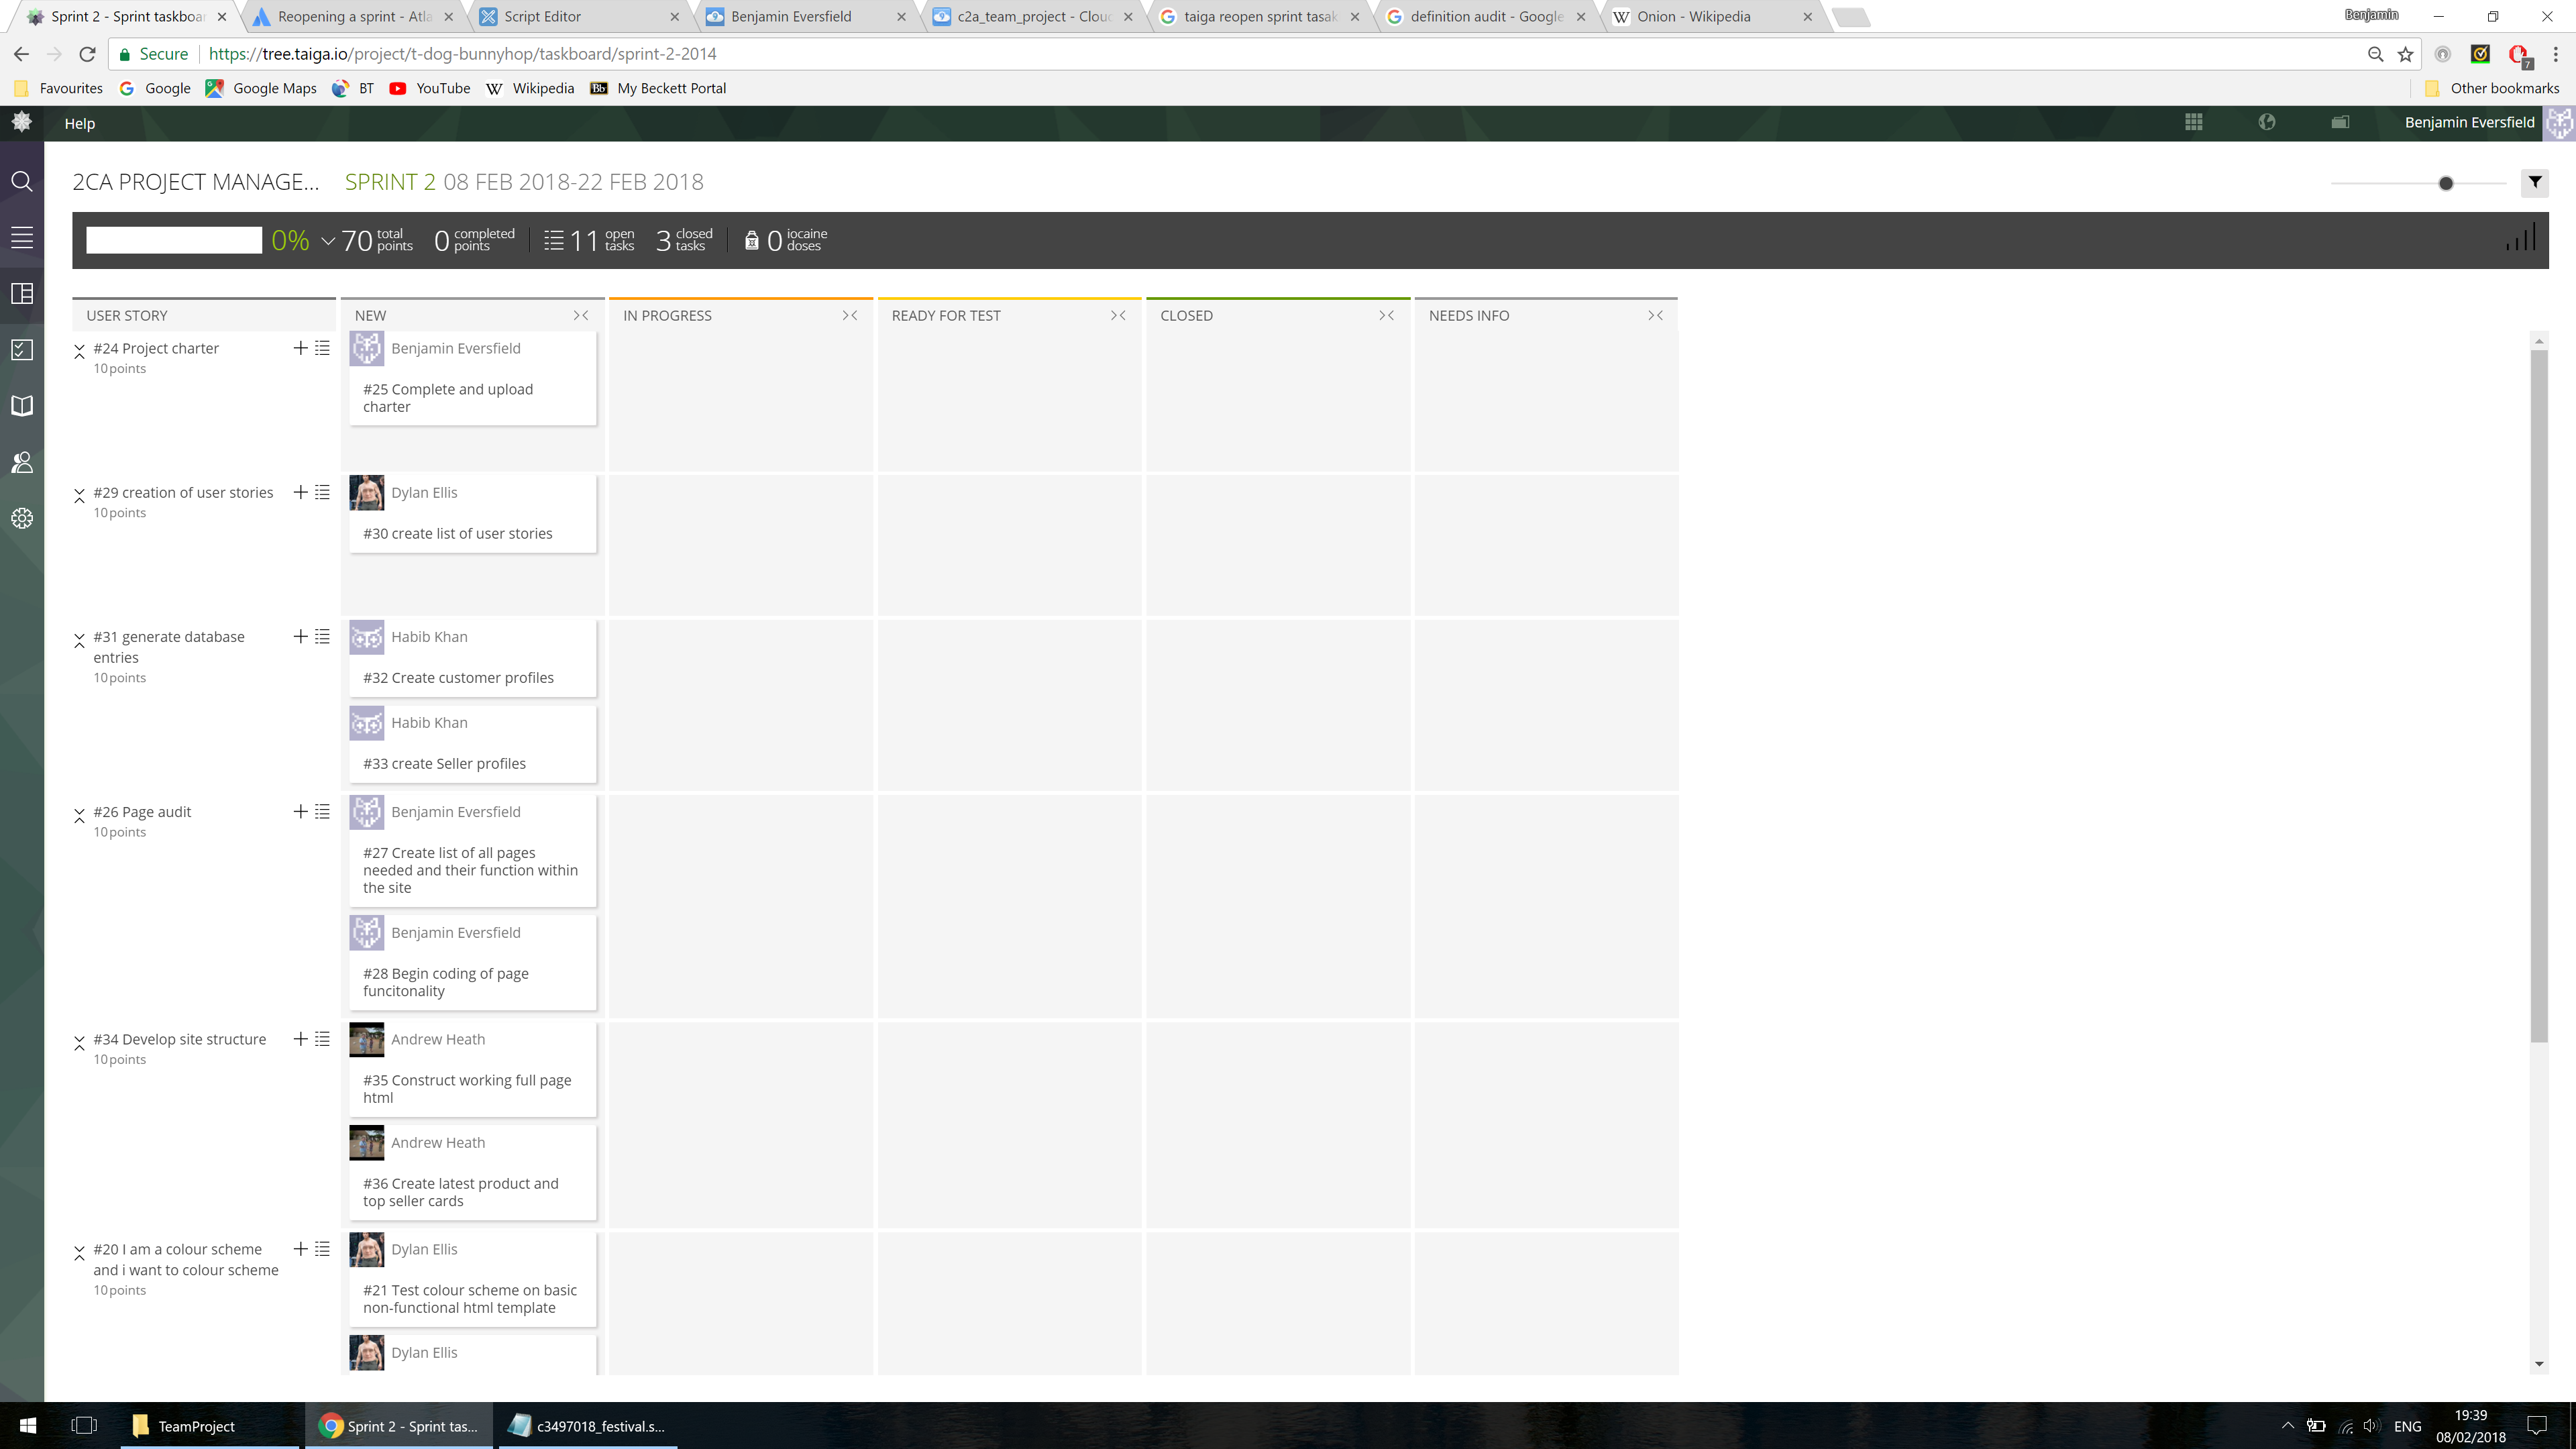 Sprint 2 - Sprint taskboar
Reopening a sprint - Atla
Script Editor
Benjamin Eversfield
c2a_team_project - Clou
taiga reopen sprint tasak
definition audit - Google
Onion - Wikipedia
Benjamin
Secure
https://tree.taiga.io/project/t-dog-bunnyhop/taskboard/sprint-2-2014
7
Favourites
Google
Google Maps
BT
YouTube
Wikipedia
My Beckett Portal
Other bookmarks
Help
Benjamin Eversfield
2CA PROJECT MANAGE...
SPRINT 2 08 FEB 2018-22 FEB 2018
0%
70 total points
0 completed points
11 open tasks
3 closed tasks
0 iocaine doses
USER STORY
NEW
IN PROGRESS
READY FOR TEST
CLOSED
NEEDS INFO
#24 Project charter
10 points
Benjamin Eversfield
#25 Complete and upload
charter
#29 creation of user stories
10 points
Dylan Ellis
#30 create list of user stories
#31 generate database
entries
10 points
Habib Khan
#32 Create customer profiles
Habib Khan
#33 create Seller profiles
#26 Page audit
10 points
Benjamin Eversfield
#27 Create list of all pages
needed and their function within
the site
Benjamin Eversfield
#28 Begin coding of page
funcitonality
#34 Develop site structure
10 points
Andrew Heath
#35 Construct working full page
html
Andrew Heath
#36 Create latest product and
top seller cards
#20 I am a colour scheme
and i want to colour scheme
10 points
Dylan Ellis
#21 Test colour scheme on basic
non-functional html template
Dylan Ellis
TeamProject
Sprint 2 - Sprint tas...
c3497018_festival.s...
ENG
19:39
08/02/2018